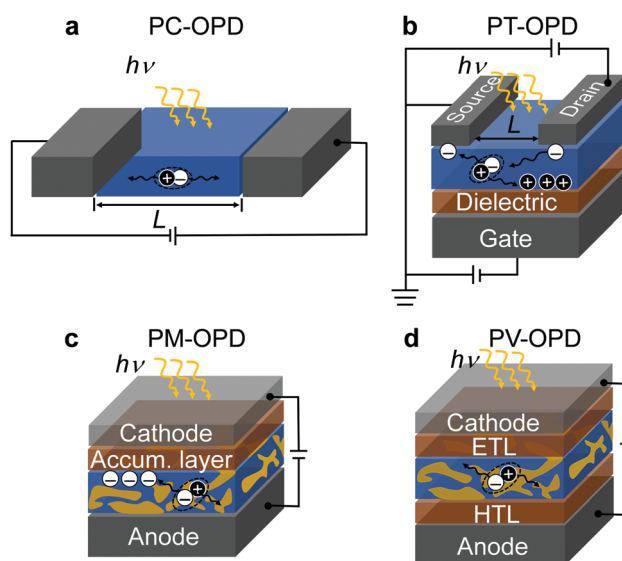 a PC-OPD
hν
L
b PT-OPD
hν
Source
Drain
L
− −
+ − + + +
Dielectric
Gate
c PM-OPD
hν
Cathode
Accum. layer
− − − + −
Anode
d PV-OPD
hν
Cathode
ETL
− +
HTL
Anode